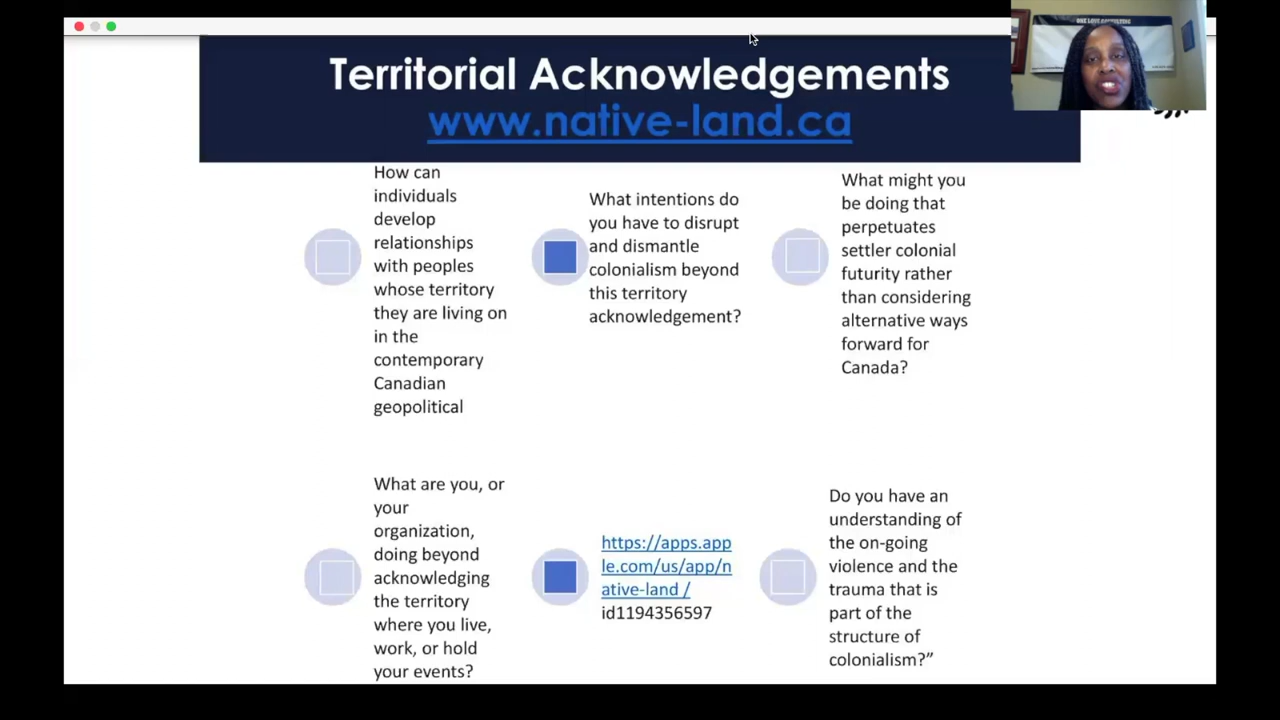 Territorial Acknowledgements
www.native-land.ca
ONE LOVE CONSULTING
How can
individuals
develop
relationships
with peoples
whose territory
they are living on
in the
contemporary
Canadian
geopolitical
What intentions do
you have to disrupt
and dismantle
colonialism beyond
this territory
acknowledgement?
What might you
be doing that
perpetuates
settler colonial
futurity rather
than considering
alternative ways
forward for
Canada?
What are you, or
your
organization,
doing beyond
acknowledging
the territory
where you live,
work, or hold
your events?
https://apps.app
le.com/us/app/n
ative-land /
id1194356597
Do you have an
understanding of
the on-going
violence and the
trauma that is
part of the
structure of
colonialism?”